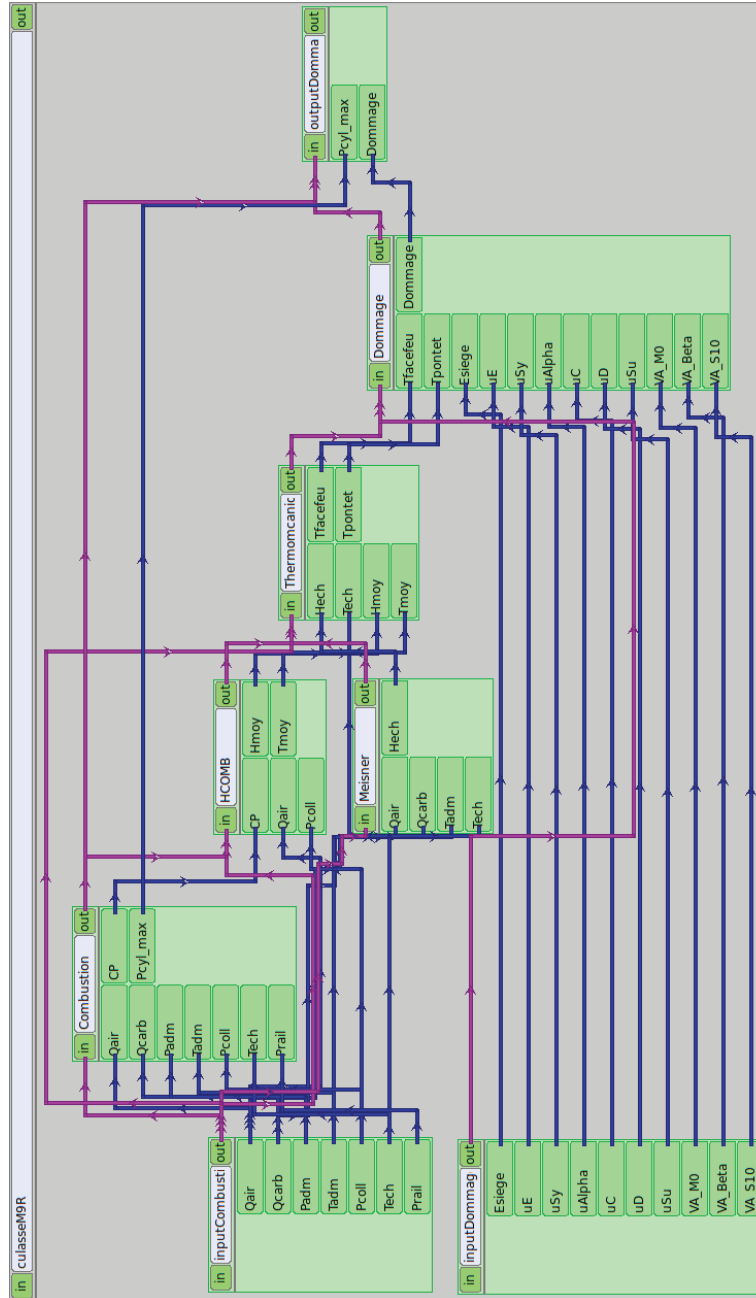 in culasseM9R out
in inputCombusti out
Qair
Qcarb
Padm
Tadm
Pcoll
Tech
Prail
in Combustion out
Qair CP
Qcarb Pcyl_max
Padm
Tadm
Pcoll
Tech
Prail
in HCOMB out
CP Hmoy
Qair Tmoy
Pcoll
in Meisner out
Qair Hech
Qcarb
Tadm
Tech
in Thermomcanic out
Hech Tfacefeu
Tech Tpontet
Hmoy
Tmoy
in Dommage out
Tfacefeu Dommage
Tpontet
Esiege
uE
uSy
uAlpha
uC
uD
uSu
VA_M0
VA_Beta
VA_S10
in outputDomma out
Pcyl_max
Dommage
in inputDommag out
Esiege
uE
uSy
uAlpha
uC
uD
uSu
VA_M0
VA_Beta
VA_S10